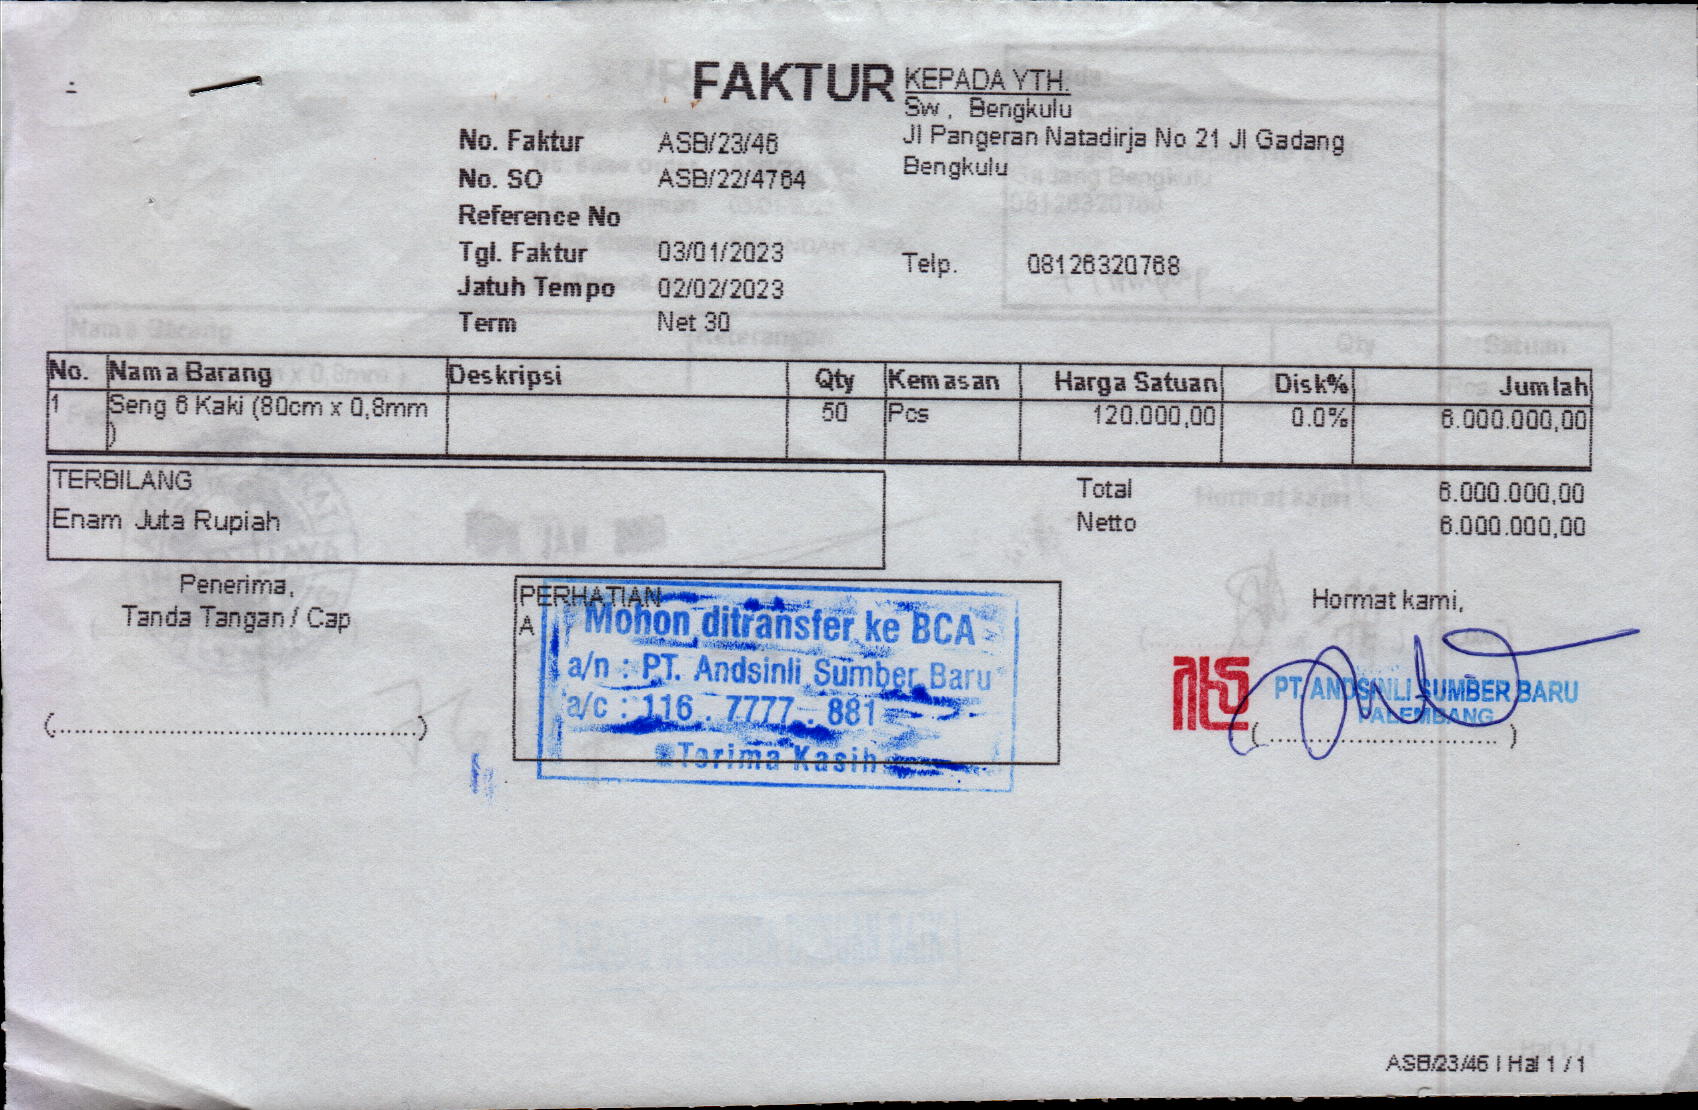 FAKTUR
KEPADA YTH.
Sw, Bengkulu
Jl Pangeran Natadirja No 21 Jl Gadang
Bengkulu
Telp. 08126320768
No. Faktur ASB/23/46
No. SO ASB/22/4764
Reference No
Tgl. Faktur 03/01/2023
Jatuh Tempo 02/02/2023
Term Net 30
No. Nama Barang Deskripsi Qty Kemasan Harga Satuan Disk% Jumlah
1 Seng 6 Kaki (80cm x 0,8mm 50 Pcs 120.000,00 0.0% 6.000.000,00
)
TERBILANG
Enam Juta Rupiah
Total 6.000.000,00
Netto 6.000.000,00
Penerima,
Tanda Tangan / Cap
(..................................................)
PERHATIAN
A
Mohon ditransfer ke BCA
a/n : PT. Andsinli Sumber Baru
a/c : 116 . 7777 . 881
Terima Kasih
Hormat kami,
PT. ANDSINLI SUMBER BARU
PALEMBANG
(................................)
ASB/23/46 | Hal 1 / 1